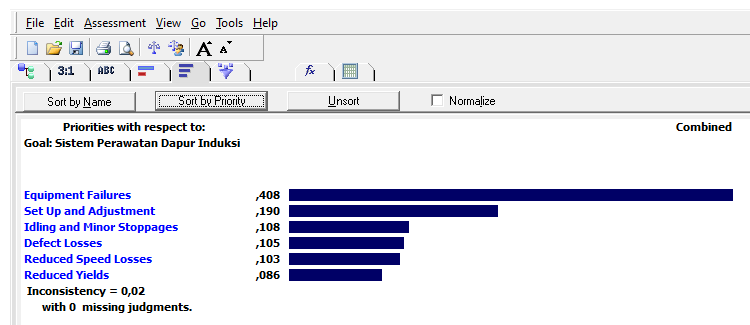 File Edit Assessment View Go Tools Help
A A
3:1 ABC fx
Sort by Name Sort by Priority Unsort Normalize
Priorities with respect to: Combined
Goal: Sistem Perawatan Dapur Induksi
Equipment Failures ,408
Set Up and Adjustment ,190
Idling and Minor Stoppages ,108
Defect Losses ,105
Reduced Speed Losses ,103
Reduced Yields ,086
Inconsistency = 0,02
with 0 missing judgments.